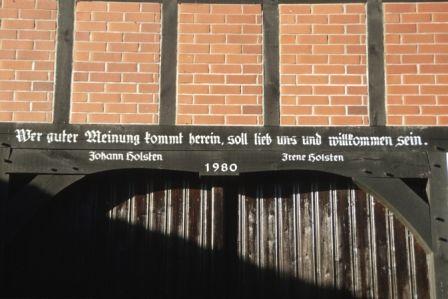 Wer guter Meinung kommt herein, soll lieb uns und willkommen sein.
Johann Holsten Irene Holsten
1980